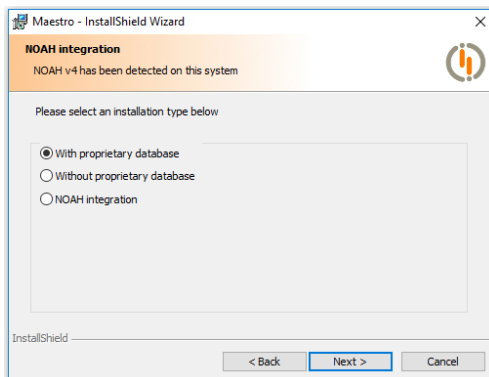 Maestro - InstallShield Wizard
NOAH integration
NOAH v4 has been detected on this system
Please select an installation type below
With proprietary database
Without proprietary database
NOAH integration
InstallShield
< Back Next > Cancel